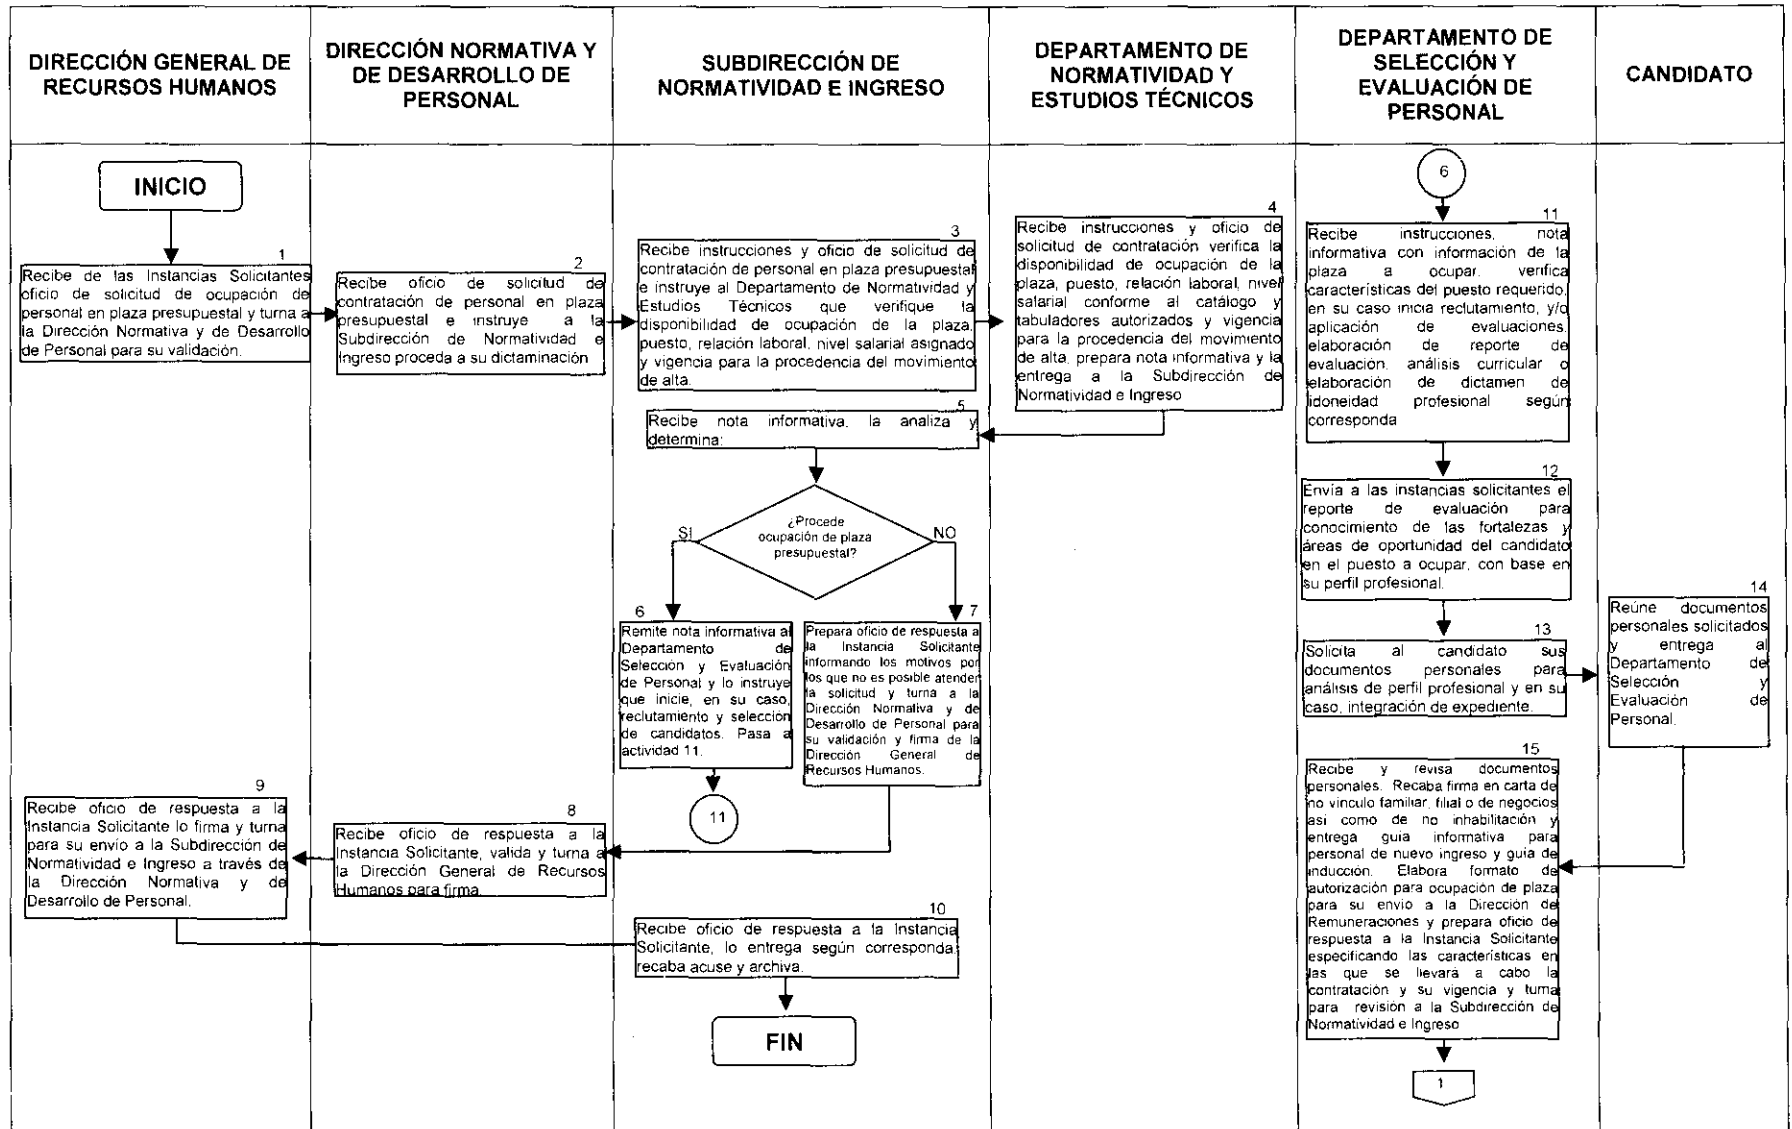 DIRECCIÓN GENERAL DE
RECURSOS HUMANOS
DIRECCIÓN NORMATIVA Y
DE DESARROLLO DE
PERSONAL
SUBDIRECCIÓN DE
NORMATIVIDAD E INGRESO
DEPARTAMENTO DE
NORMATIVIDAD Y
ESTUDIOS TÉCNICOS
DEPARTAMENTO DE
SELECCIÓN Y
EVALUACIÓN DE
PERSONAL
CANDIDATO
INICIO
1
Recibe de las Instancias Solicitantes
oficio de solicitud de ocupación de
personal en plaza presupuestal y turna a
la Dirección Normativa y de Desarrollo
de Personal para su validación.
2
Recibe oficio de solicitud de
contratación de personal en plaza
presupuestal e instruye a la
Subdirección de Normatividad e
Ingreso proceda a su dictaminación
3
Recibe instrucciones y oficio de solicitud de
contratación de personal en plaza presupuestal
e instruye al Departamento de Normatividad y
Estudios Técnicos que verifique la
disponibilidad de ocupación de la plaza,
puesto, relación laboral, nivel salarial asignado
y vigencia para la procedencia del movimiento
de alta.
4
Recibe instrucciones y oficio de
solicitud de contratación verifica la
disponibilidad de ocupación de la
plaza, puesto, relación laboral, nivel
salarial conforme al catálogo y
tabuladores autorizados y vigencia
para la procedencia del movimiento
de alta, prepara nota informativa y la
entrega a la Subdirección de
Normatividad e Ingreso
5
Recibe nota informativa, la analiza y
determina:
¿Procede
ocupación de plaza
presupuestal?
SI
NO
6
Remite nota informativa al
Departamento de
Selección y Evaluación
de Personal y lo instruye
que inicie, en su caso,
reclutamiento y selección
de candidatos. Pasa a
actividad 11.
11
7
Prepara oficio de respuesta a
la Instancia Solicitante
informando los motivos por
los que no es posible atender
la solicitud y turna a la
Dirección Normativa y de
Desarrollo de Personal para
su validación y firma de la
Dirección General de
Recursos Humanos.
8
Recibe oficio de respuesta a la
Instancia Solicitante, valida y turna a
la Dirección General de Recursos
Humanos para firma.
9
Recibe oficio de respuesta a la
Instancia Solicitante lo firma y turna
para su envío a la Subdirección de
Normatividad e Ingreso a través de
la Dirección Normativa y de
Desarrollo de Personal.
10
Recibe oficio de respuesta a la Instancia
Solicitante, lo entrega según corresponda,
recaba acuse y archiva.
FIN
6
11
Recibe instrucciones, nota
informativa con información de la
plaza a ocupar, verifica
características del puesto requerido,
en su caso inicia reclutamiento, y/o
aplicación de evaluaciones,
elaboración de reporte de
evaluación, análisis curricular o
elaboración de dictamen de
idoneidad profesional según
corresponda
12
Envía a las instancias solicitantes el
reporte de evaluación para
conocimiento de las fortalezas y
áreas de oportunidad del candidato
en el puesto a ocupar, con base en
su perfil profesional.
13
Solicita al candidato sus
documentos personales para
análisis de perfil profesional y en su
caso, integración de expediente.
14
Reúne documentos
personales solicitados
y entrega al
Departamento de
Selección y
Evaluación de
Personal.
15
Recibe y revisa documentos
personales. Recaba firma en carta de
no vínculo familiar, filial o de negocios
así como de no inhabilitación y
entrega guía informativa para
personal de nuevo ingreso y guía de
inducción. Elabora formato de
autorización para ocupación de plaza
para su envío a la Dirección de
Remuneraciones y prepara oficio de
respuesta a la Instancia Solicitante
especificando las características en
las que se llevará a cabo la
contratación y su vigencia y turna
para revisión a la Subdirección de
Normatividad e Ingreso
1